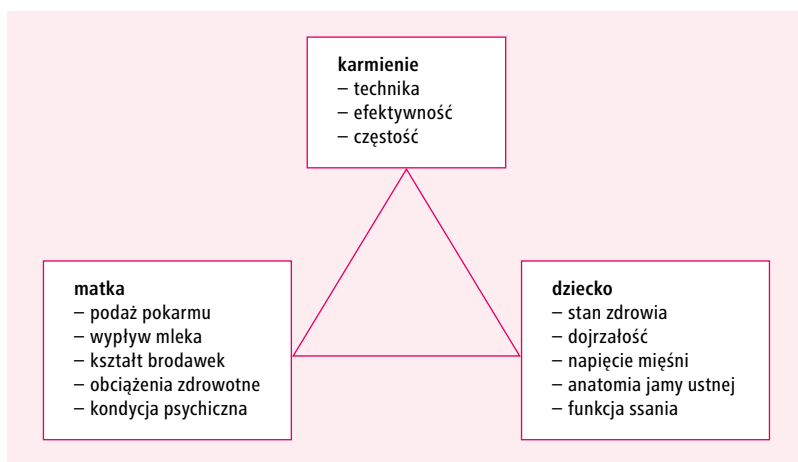 karmienie
– technika
– efektywność
– częstość
matka
– podaż pokarmu
– wypływ mleka
– kształt brodawek
– obciążenia zdrowotne
– kondycja psychiczna
dziecko
– stan zdrowia
– dojrzałość
– napięcie mięśni
– anatomia jamy ustnej
– funkcja ssania